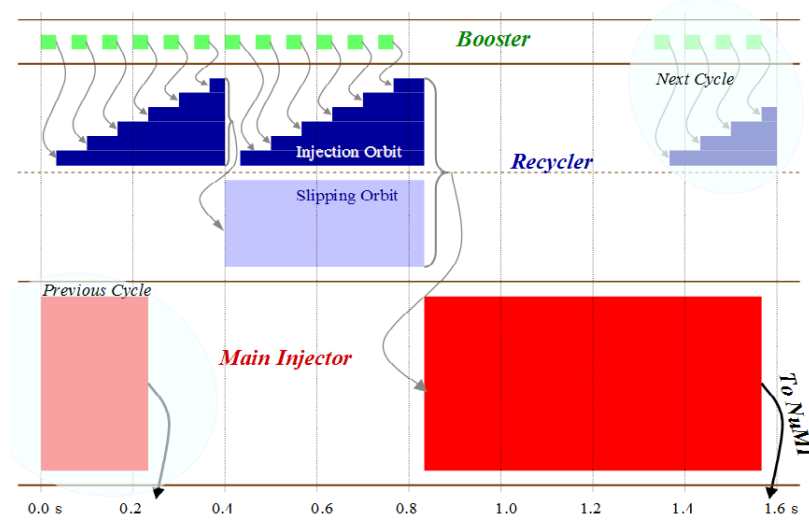 Booster
Next Cycle
Injection Orbit
Recycler
Slipping Orbit
Previous Cycle
Main Injector
To NuMI
0.0 s 0.2 0.4 0.6 0.8 1.0 1.2 1.4 1.6 s